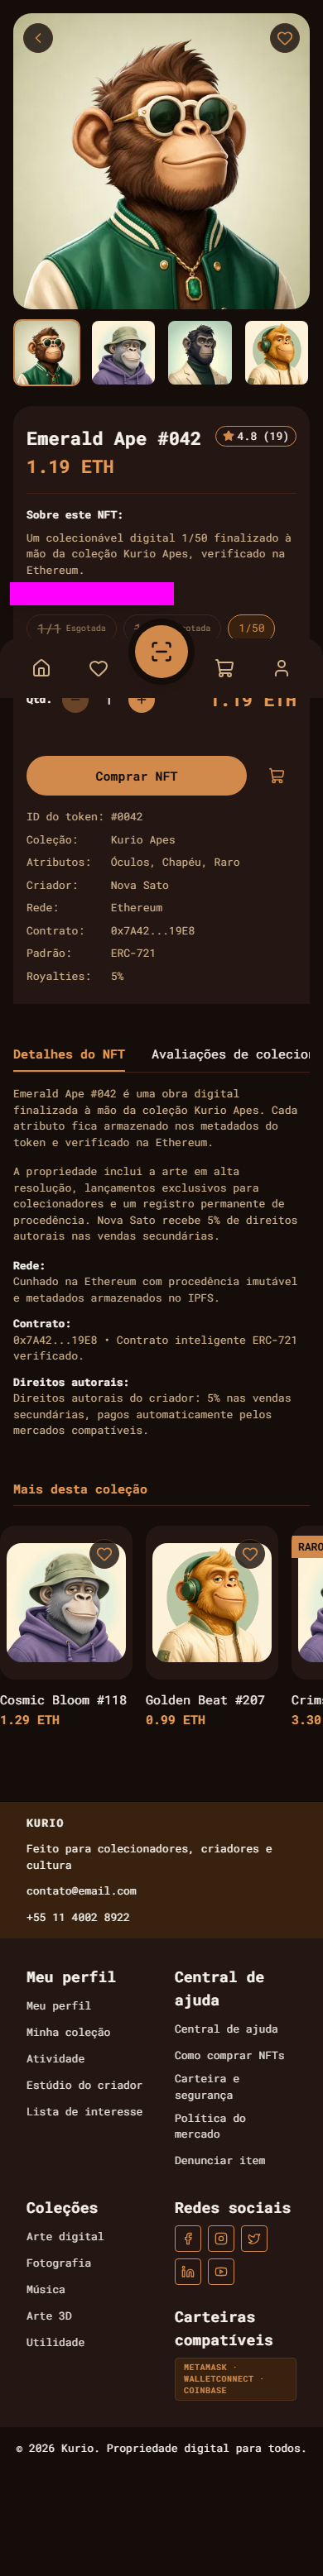 Emerald Ape #042
4.8 (19)
1.19 ETH
Sobre este NFT:
Um colecionável digital 1/50 finalizado à
mão da coleção Kurio Apes, verificada na
Ethereum.
1/1 Esgotada
1/50
Qtd.
1
1.19 ETH
Comprar NFT
ID do token: #0042
Coleção: Kurio Apes
Atributos: Óculos, Chapéu, Raro
Criador: Nova Sato
Rede: Ethereum
Contrato: 0x7A42...19E8
Padrão: ERC-721
Royalties: 5%
Detalhes do NFT
Avaliações de colecion
Emerald Ape #042 é uma obra digital
finalizada à mão da coleção Kurio Apes. Cada
atributo fica armazenado nos metadados do
token e verificado na Ethereum.
A propriedade inclui a arte em alta
resolução, lançamentos exclusivos para
colecionadores e um registro permanente de
procedência. Nova Sato recebe 5% de direitos
autorais nas vendas secundárias.
Rede:
Cunhado na Ethereum com procedência imutável
e metadados armazenados no IPFS.
Contrato:
0x7A42...19E8 • Contrato inteligente ERC-721
verificado.
Direitos autorais:
Direitos autorais do criador: 5% nas vendas
secundárias, pagos automaticamente pelos
mercados compatíveis.
Mais desta coleção
RARO
Cosmic Bloom #118
1.29 ETH
Golden Beat #207
0.99 ETH
Crims
3.30
KURIO
Feito para colecionadores, criadores e
cultura
contato@email.com
+55 11 4002 8922
Meu perfil
Meu perfil
Minha coleção
Atividade
Estúdio do criador
Lista de interesse
Central de
ajuda
Central de ajuda
Como comprar NFTs
Carteira e
segurança
Política do
mercado
Denunciar item
Coleções
Arte digital
Fotografia
Música
Arte 3D
Utilidade
Redes sociais
Carteiras
compatíveis
METAMASK ·
WALLETCONNECT ·
COINBASE
© 2026 Kurio. Propriedade digital para todos.